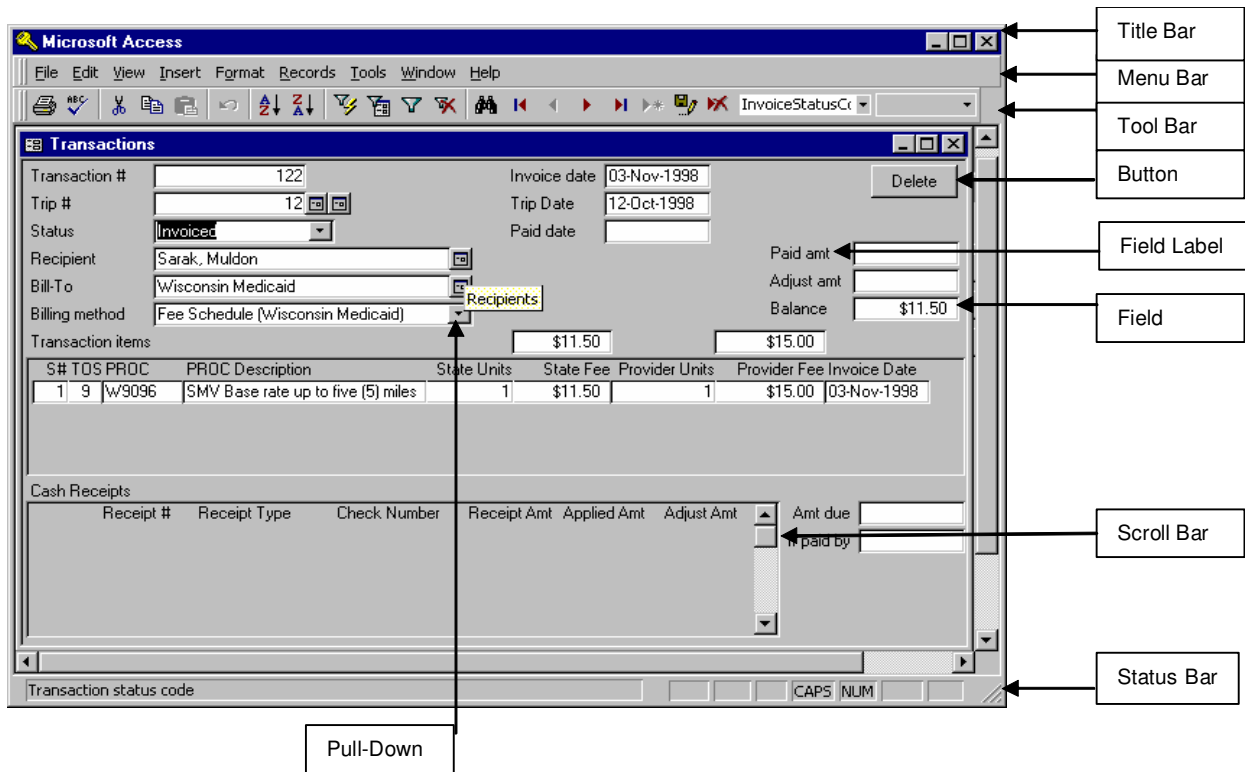 Microsoft Access
Title Bar
File Edit View Insert Format Records Tools Window Help
Menu Bar
ABC A Z Z A InvoiceStatusCc
Tool Bar
Transactions
Transaction # 122 Invoice date 03-Nov-1998 Delete
Button
Trip # 12 Trip Date 12-Oct-1998
Status Invoiced Paid date
Recipient Sarak, Muldon Paid amt
Field Label
Bill-To Wisconsin Medicaid Adjust amt
Recipients
Billing method Fee Schedule (Wisconsin Medicaid) Balance $11.50
Field
Transaction items $11.50 $15.00
S# TOS PROC PROC Description State Units State Fee Provider Units Provider Fee Invoice Date
1 9 W9096 SMV Base rate up to five (5) miles 1 $11.50 1 $15.00 03-Nov-1998
Cash Receipts
Receipt # Receipt Type Check Number Receipt Amt Applied Amt Adjust Amt Amt due
paid by
Scroll Bar
Transaction status code CAPS NUM
Status Bar
Pull-Down